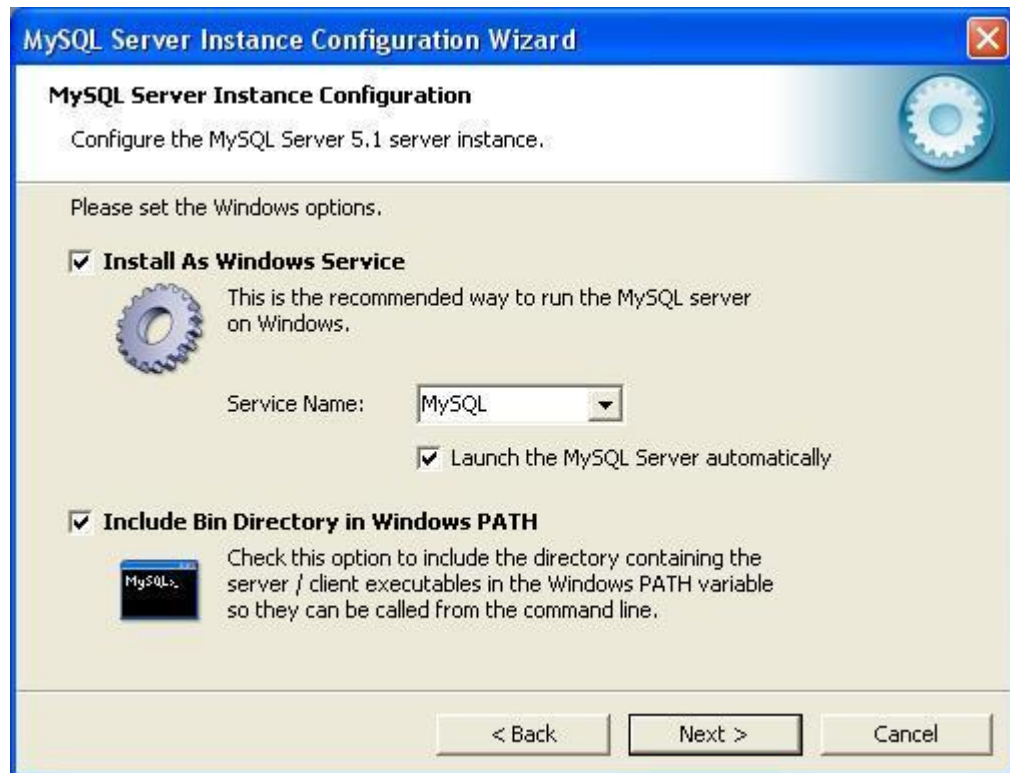 MySQL Server Instance Configuration Wizard
MySQL Server Instance Configuration
Configure the MySQL Server 5.1 server instance.
Please set the Windows options.
Install As Windows Service
This is the recommended way to run the MySQL server
on Windows.
Service Name: MySQL
Launch the MySQL Server automatically
Include Bin Directory in Windows PATH
MySQL>_
Check this option to include the directory containing the
server / client executables in the Windows PATH variable
so they can be called from the command line.
< Back Next > Cancel